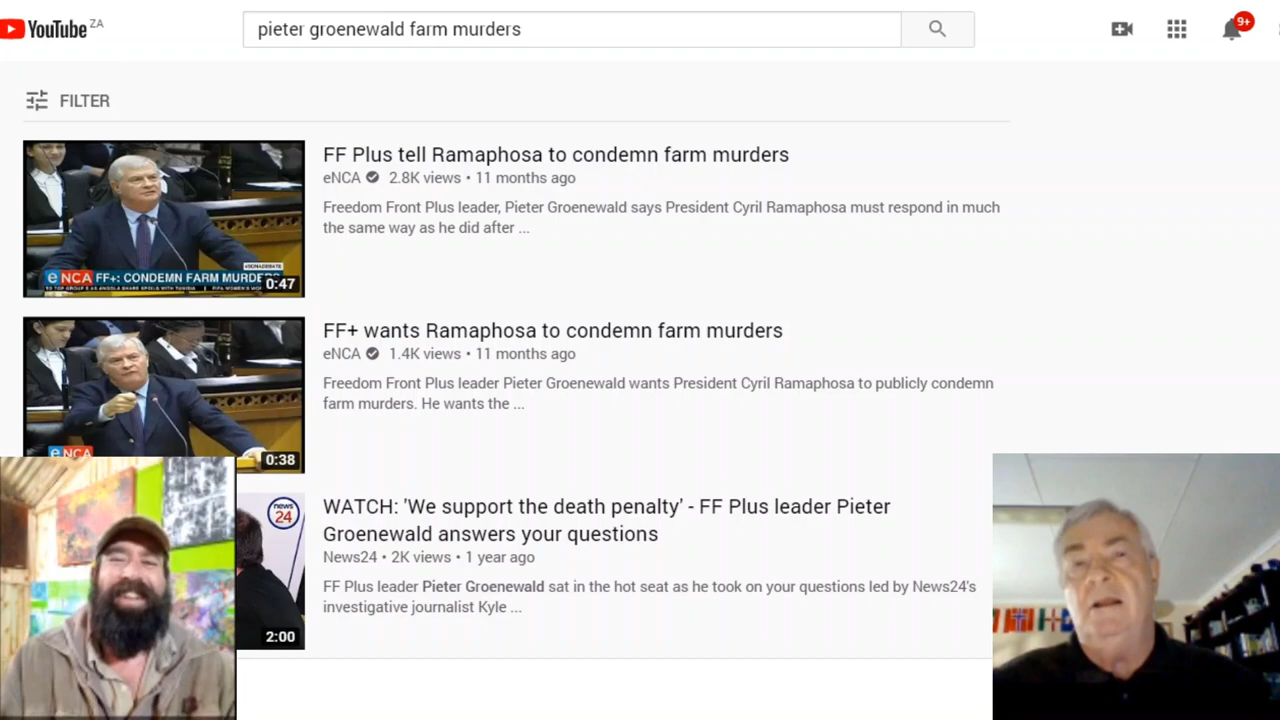 YouTube ZA
pieter groenewald farm murders
9+
FILTER
FF Plus tell Ramaphosa to condemn farm murders
eNCA 2.8K views • 11 months ago
Freedom Front Plus leader, Pieter Groenewald says President Cyril Ramaphosa must respond in much
the same way as he did after ...
eNCA FF+: CONDEMN FARM MURDERS
0:47
FF+ wants Ramaphosa to condemn farm murders
eNCA 1.4K views • 11 months ago
Freedom Front Plus leader Pieter Groenewald wants President Cyril Ramaphosa to publicly condemn
farm murders. He wants the ...
eNCA
0:38
WATCH: 'We support the death penalty' - FF Plus leader Pieter
Groenewald answers your questions
News24 • 2K views • 1 year ago
FF Plus leader Pieter Groenewald sat in the hot seat as he took on your questions led by News24's
investigative journalist Kyle ...
news
24
2:00